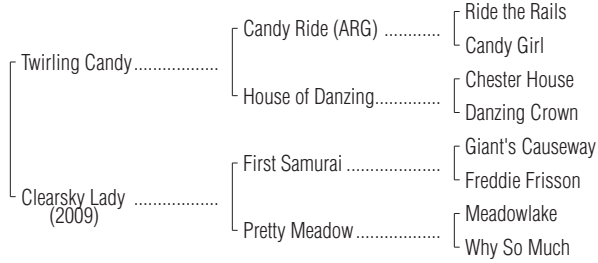 Ride the Rails
Candy Ride (ARG) ............
Candy Girl
Twirling Candy..................
Chester House
House of Danzing..............
Danzing Crown
Giant's Causeway
First Samurai ..................
Freddie Frisson
Clearsky Lady ..................
(2009)
Meadowlake
Pretty Meadow.................
Why So Much